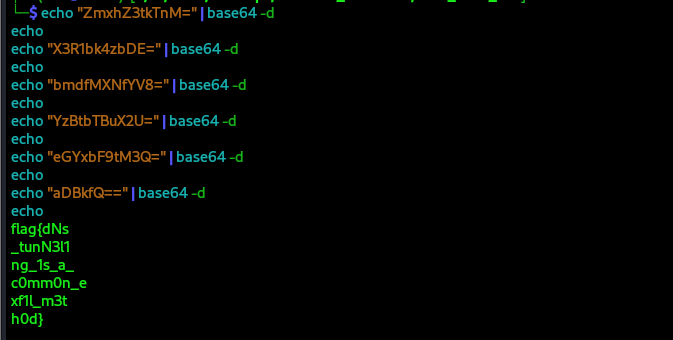 └─$ echo "ZmxhZ3tkTnM="|base64 -d
echo
echo "X3R1bk4zbDE="|base64 -d
echo
echo "bmdfMXNfYV8="|base64 -d
echo
echo "YzBtbTBuX2U="|base64 -d
echo
echo "eGYxbF9tM3Q="|base64 -d
echo
echo "aDBkfQ=="|base64 -d
echo
flag{dNs
_tunN3l1
ng_1s_a_
c0mm0n_e
xf1l_m3t
h0d}